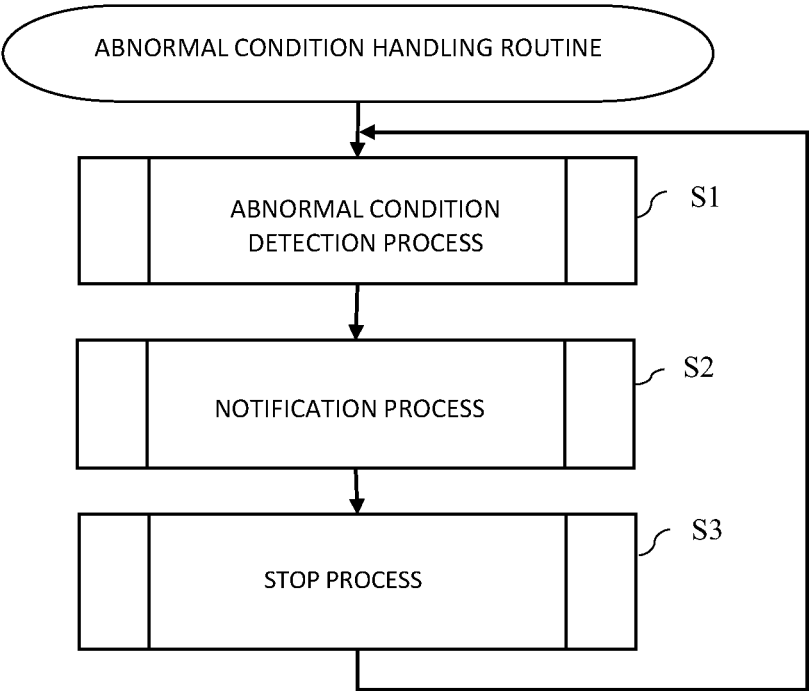 ABNORMAL CONDITION HANDLING ROUTINE
ABNORMAL CONDITION
DETECTION PROCESS
S1
NOTIFICATION PROCESS
S2
STOP PROCESS
S3